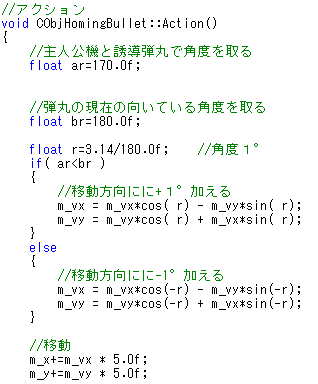 //アクション
void CObjHomingBullet::Action()
{
//主人公機と誘導弾丸で角度を取る
float ar=170.0f;
//弾丸の現在の向いている角度を取る
float br=180.0f;
float r=3.14/180.0f;    //角度１°
if( ar<br )
{
//移動方向にに+１°加える
m_vx = m_vx*cos( r) - m_vy*sin( r);
m_vy = m_vy*cos( r) + m_vx*sin( r);
}
else
{
//移動方向にに-1°加える
m_vx = m_vx*cos(-r) - m_vy*sin(-r);
m_vy = m_vy*cos(-r) + m_vx*sin(-r);
}
//移動
m_x+=m_vx * 5.0f;
m_y+=m_vy * 5.0f;